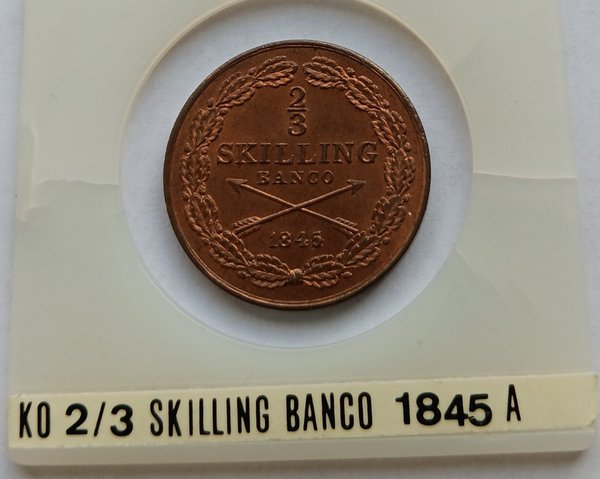 2
3
SKILLING
BANCO
1845
KO 2/3 SKILLING BANCO 1845 A